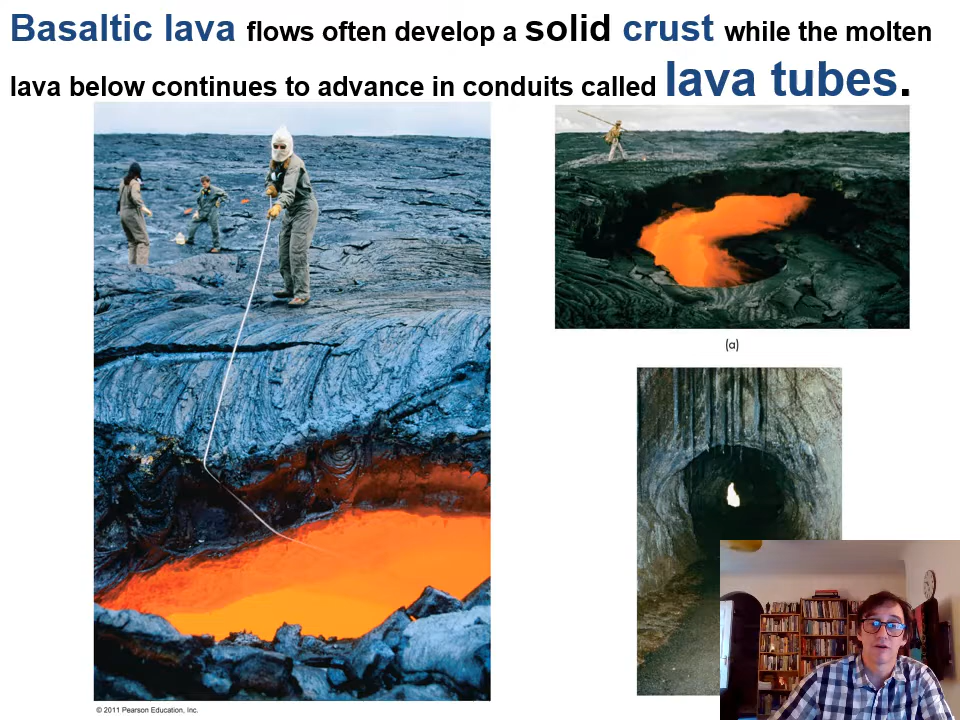 Basaltic lava flows often develop a solid crust while the molten
lava below continues to advance in conduits called lava tubes.
(a)
© 2011 Pearson Education, Inc.